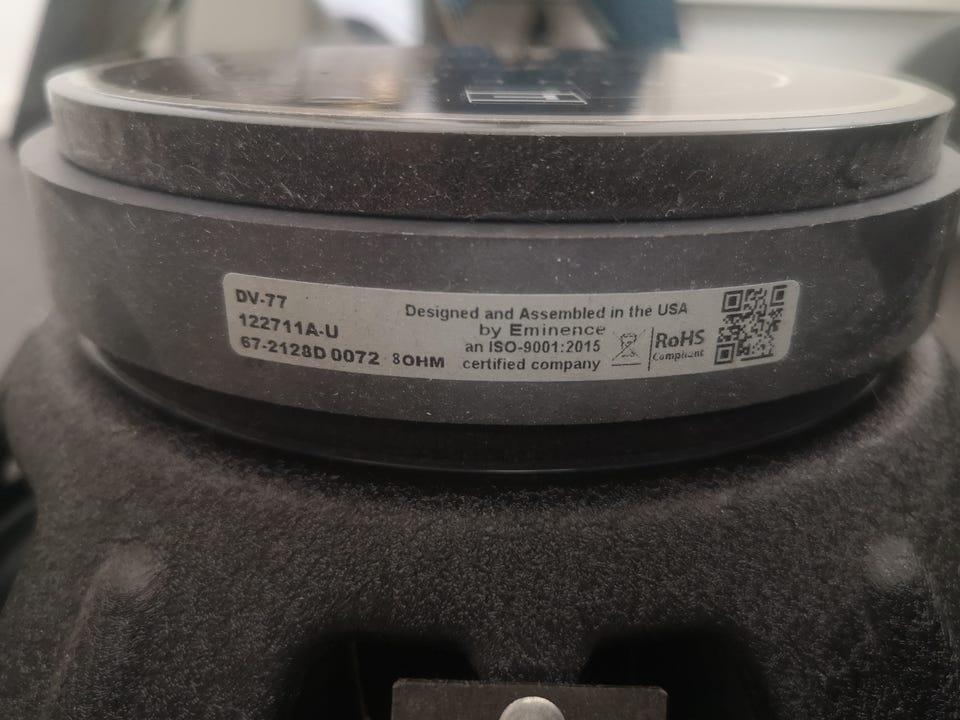 DV-77
122711A-U
67-2128D 0072 8OHM
Designed and Assembled in the USA
by Eminence
an ISO-9001:2015
certified company
RoHS
Compliant